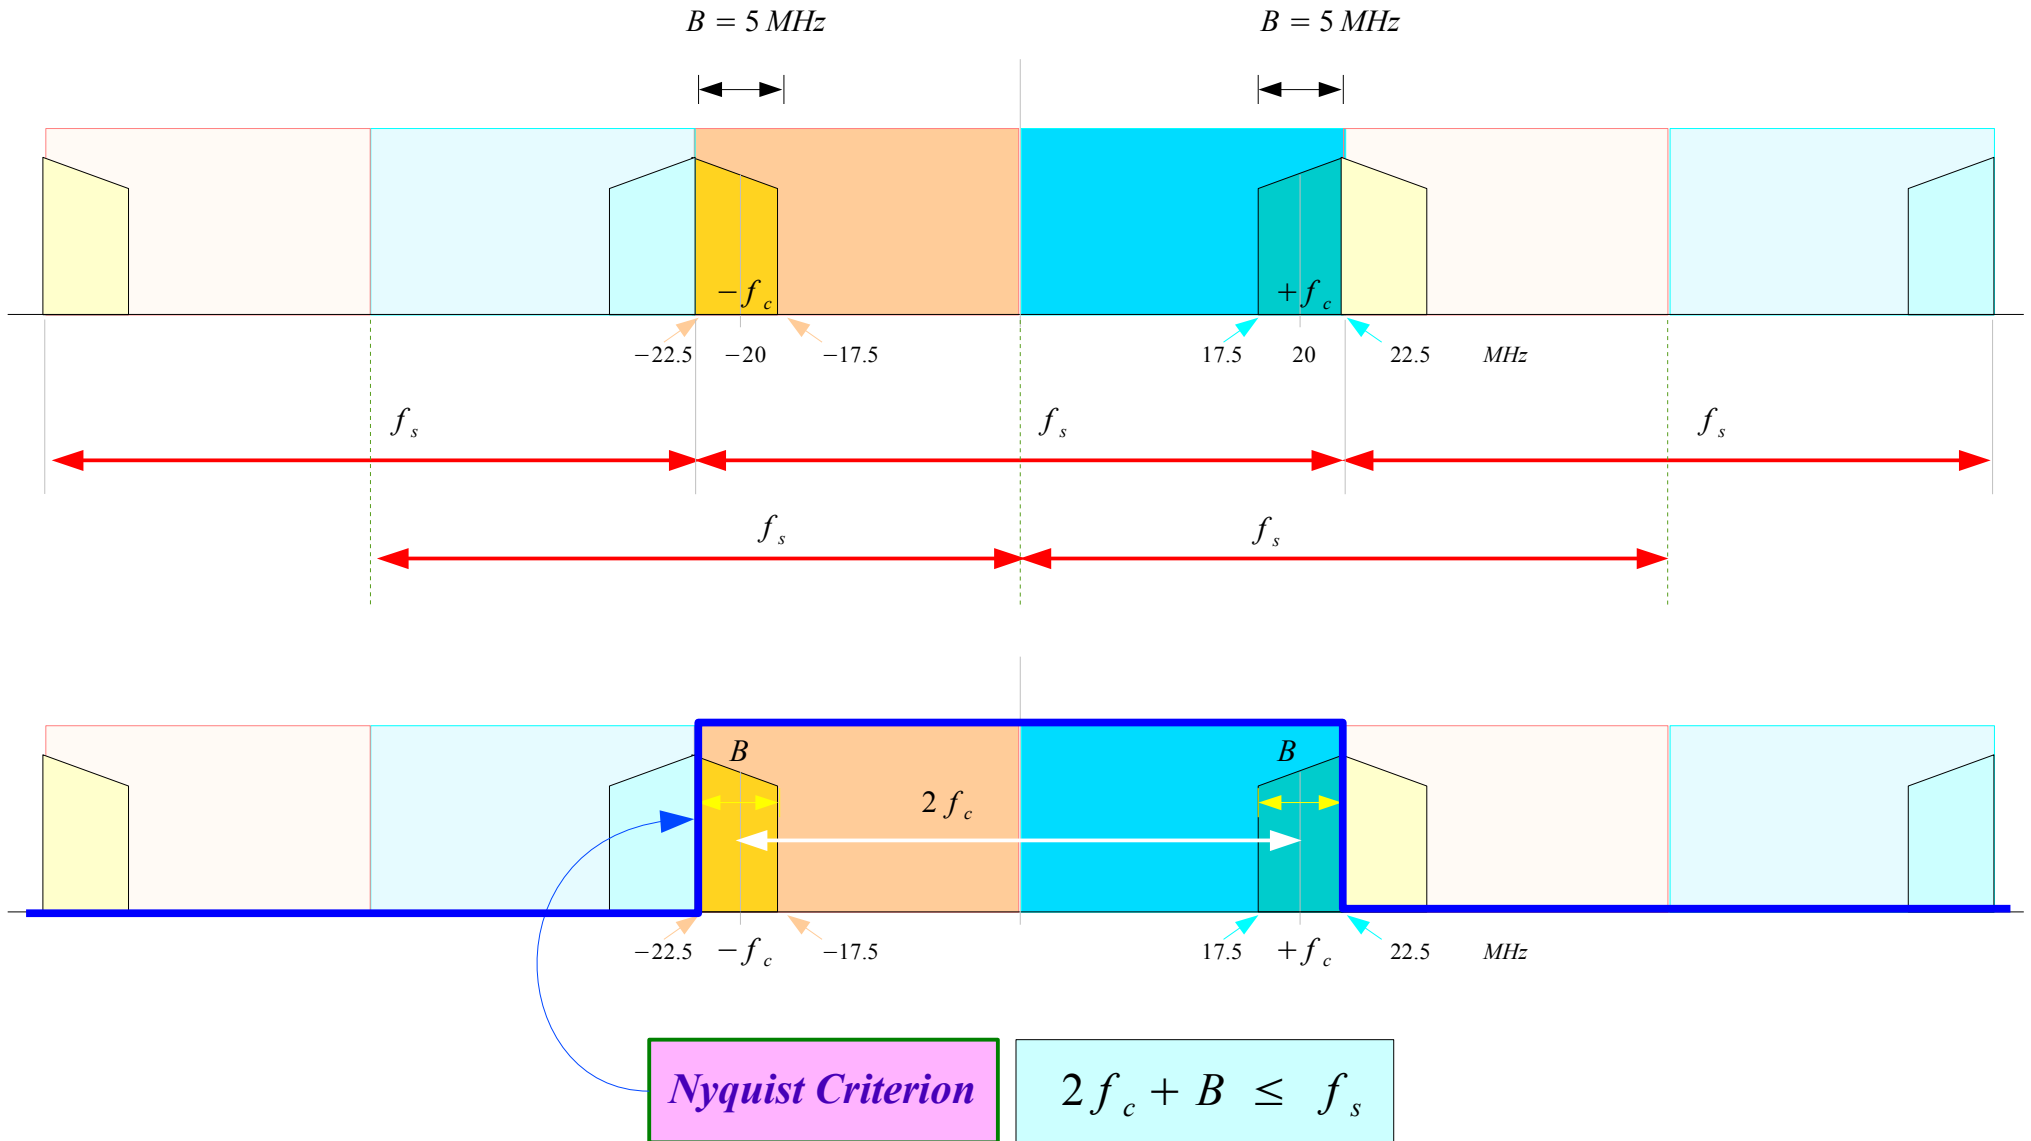 B = 5 MHz B = 5 MHz
−f c +f c
−22.5 −20 −17.5 17.5 20 22.5 MHz
f s f s f s
f s f s
B B
2 f c
−22.5 −f c −17.5 17.5 +f c 22.5 MHz
Nyquist Criterion 2 f c + B ≤ f s